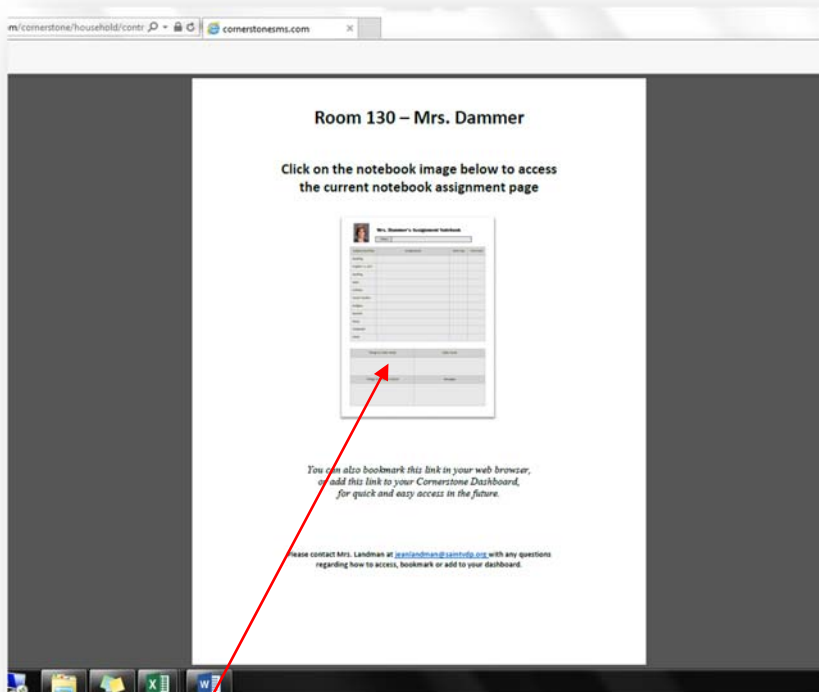 m/cornerstone/household/contr
cornerstonesms.com
Room 130 – Mrs. Dammer
Click on the notebook image below to access
the current notebook assignment page
Mrs. Dammer's Assignment Notebook
You can also bookmark this link in your web browser,
or add this link to your Cornerstone Dashboard,
for quick and easy access in the future.
Please contact Mrs. Landman at jeanlandman@saintvdp.org with any questions
regarding how to access, bookmark or add to your dashboard.